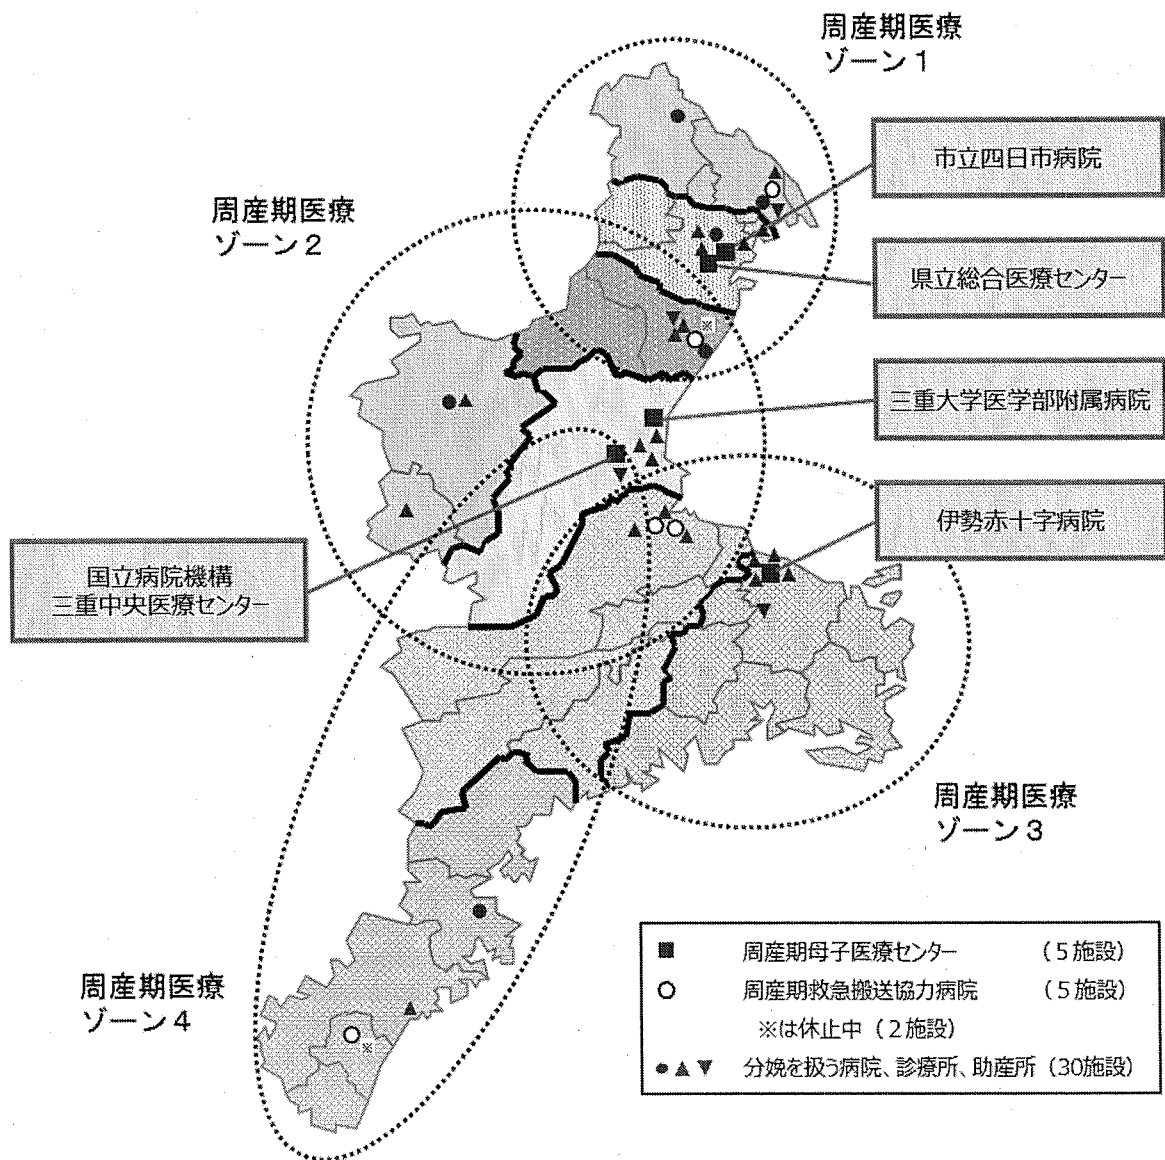 周産期医療
ゾーン１
市立四日市病院
周産期医療
ゾーン２
県立総合医療センター
※
三重大学医学部附属病院
伊勢赤十字病院
国立病院機構
三重中央医療センター
周産期医療
ゾーン３
周産期医療
ゾーン４
※
■ 周産期母子医療センター （５施設）
○ 周産期救急搬送協力病院 （５施設）
※は休止中（２施設）
●▲▼ 分娩を扱う病院、診療所、助産所（30施設）